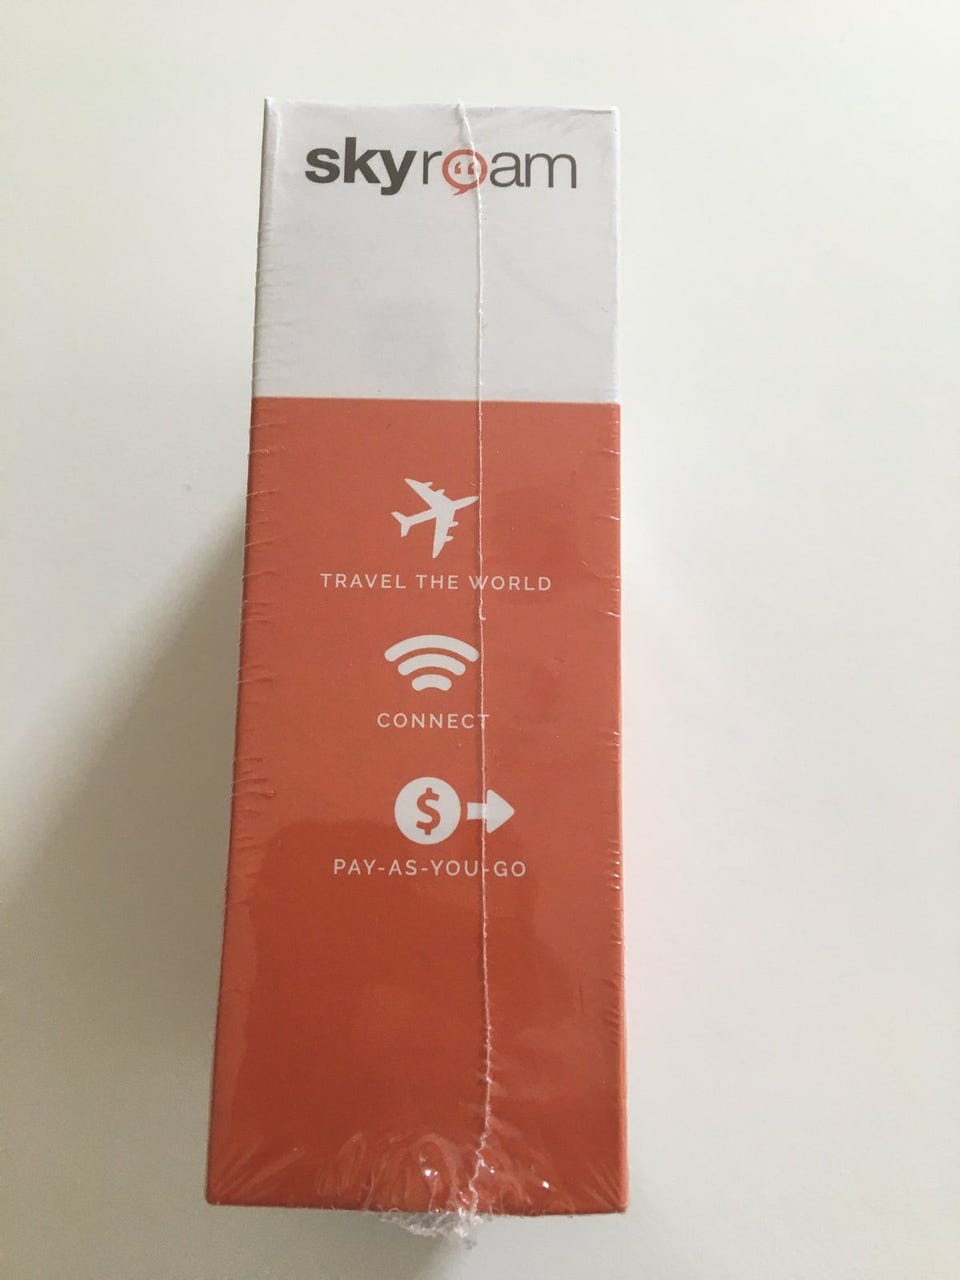 skyroam
TRAVEL THE WORLD
CONNECT
$
PAY-AS-YOU-GO